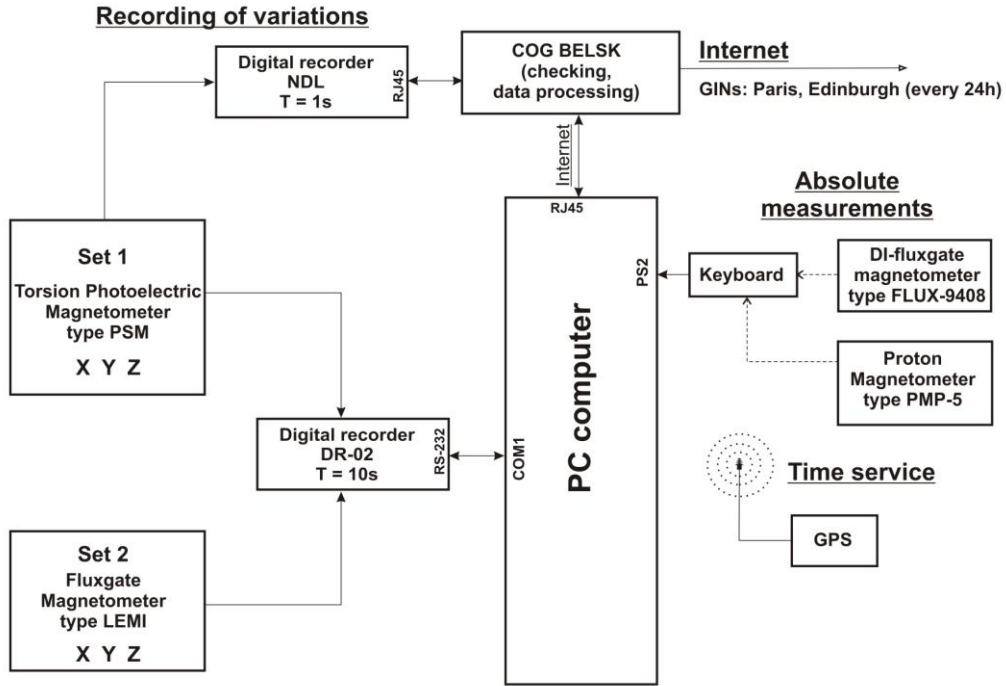 Recording of variations
Digital recorder
NDL
T = 1s
RJ45
COG BELSK
(checking,
data processing)
Internet
GINs: Paris, Edinburgh (every 24h)
Internet
Set 1
Torsion Photoelectric
Magnetometer
type PSM
X Y Z
Digital recorder
DR-02
T = 10s
RS-232
Set 2
Fluxgate
Magnetometer
type LEMI
X Y Z
RJ45
COM1
PC computer
PS2
Absolute
measurements
Keyboard
DI-fluxgate
magnetometer
type FLUX-9408
Proton
Magnetometer
type PMP-5
Time service
GPS